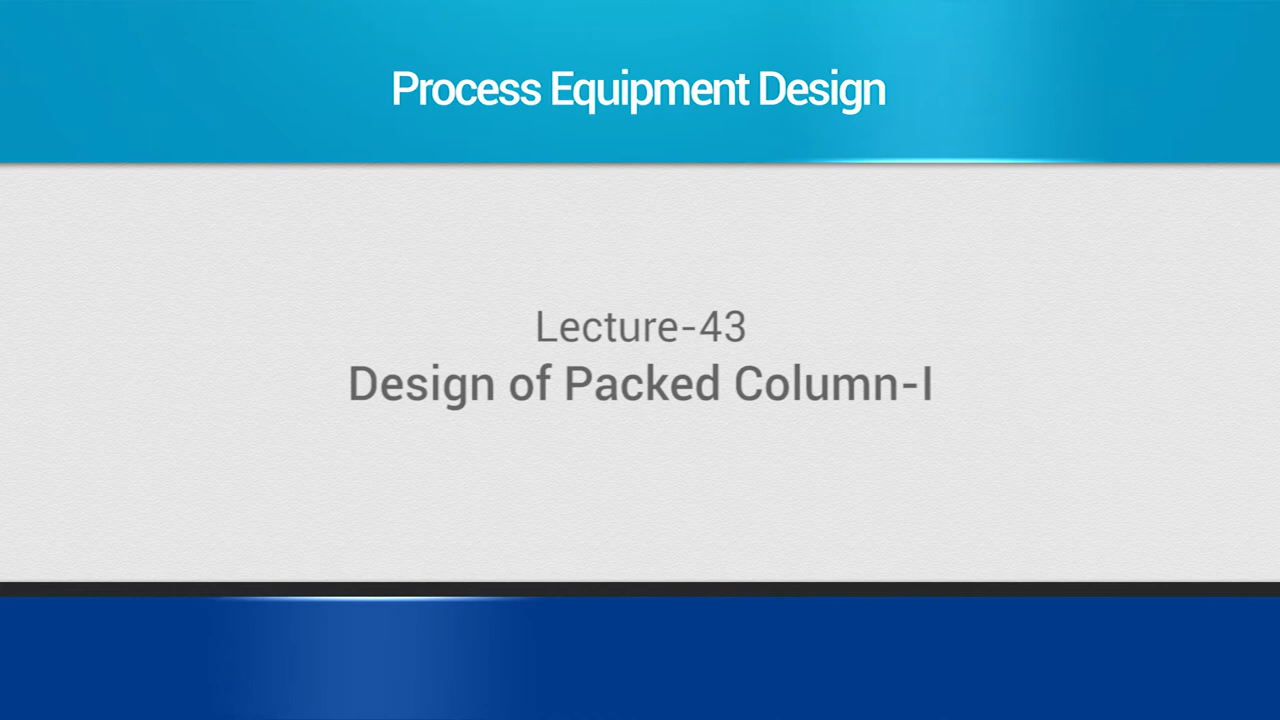 Process Equipment Design
Lecture-43
Design of Packed Column-I